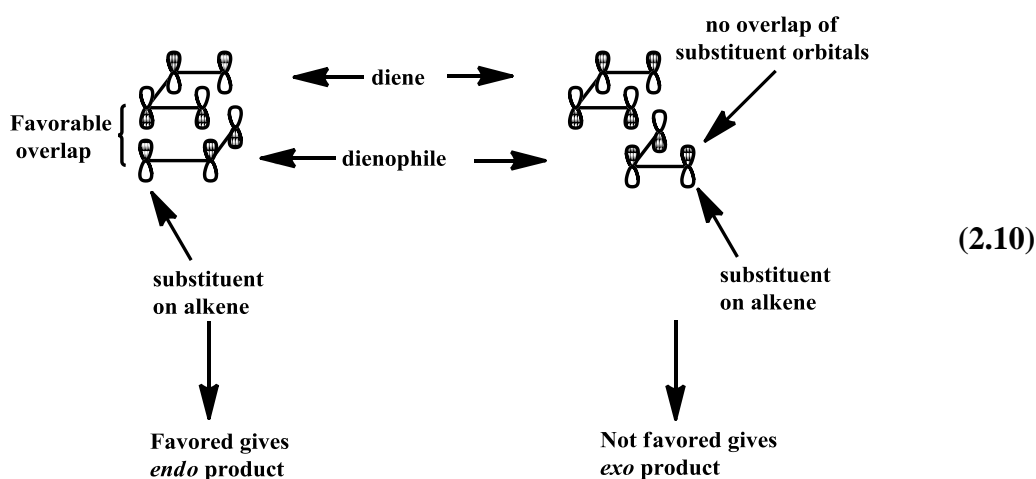 no overlap of
substituent orbitals
diene
Favorable
overlap
dienophile
(2.10)
substituent
on alkene
substituent
on alkene
Favored gives
endo product
Not favored gives
exo product